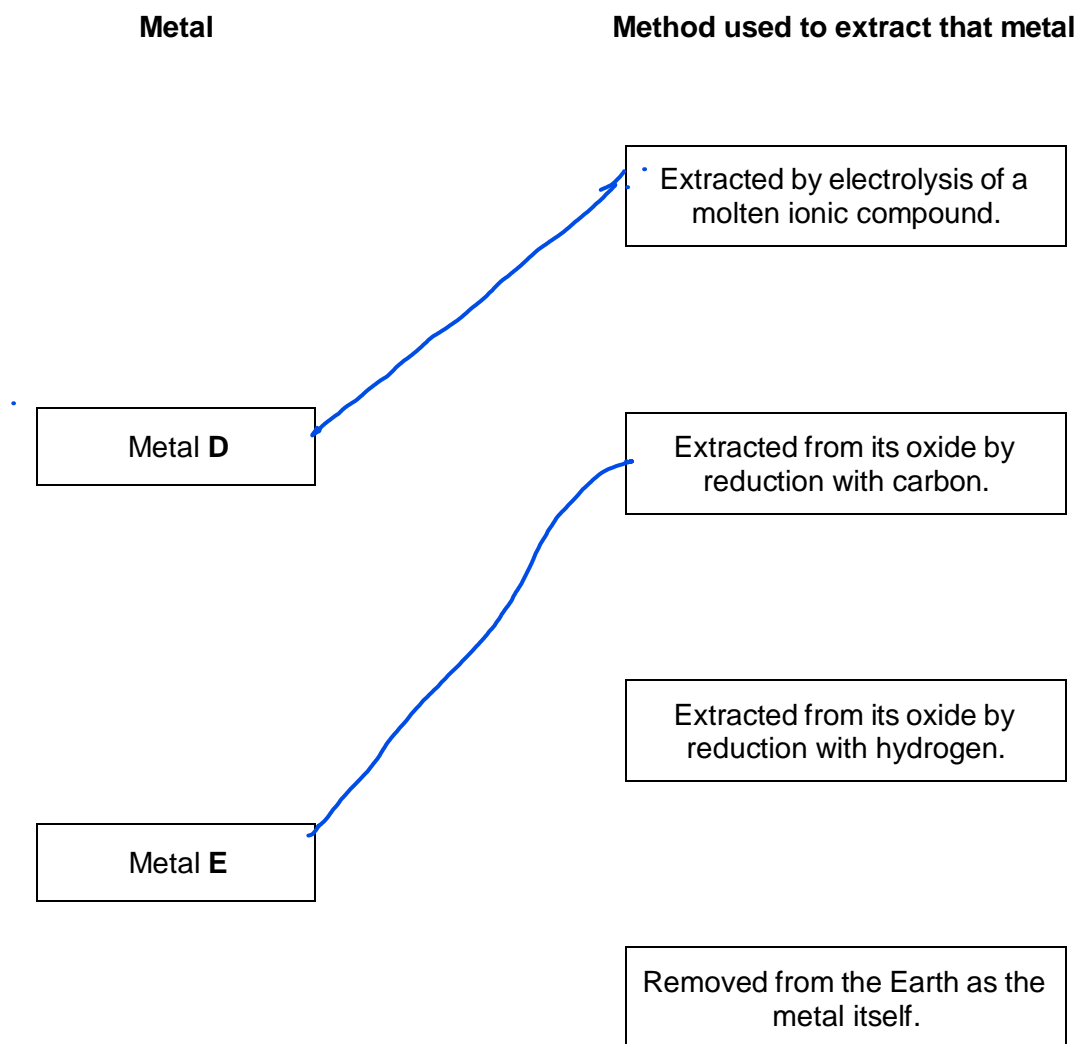 Metal
Method used to extract that metal
Extracted by electrolysis of a
molten ionic compound.
Metal D
Extracted from its oxide by
reduction with carbon.
Extracted from its oxide by
reduction with hydrogen.
Metal E
Removed from the Earth as the
metal itself.